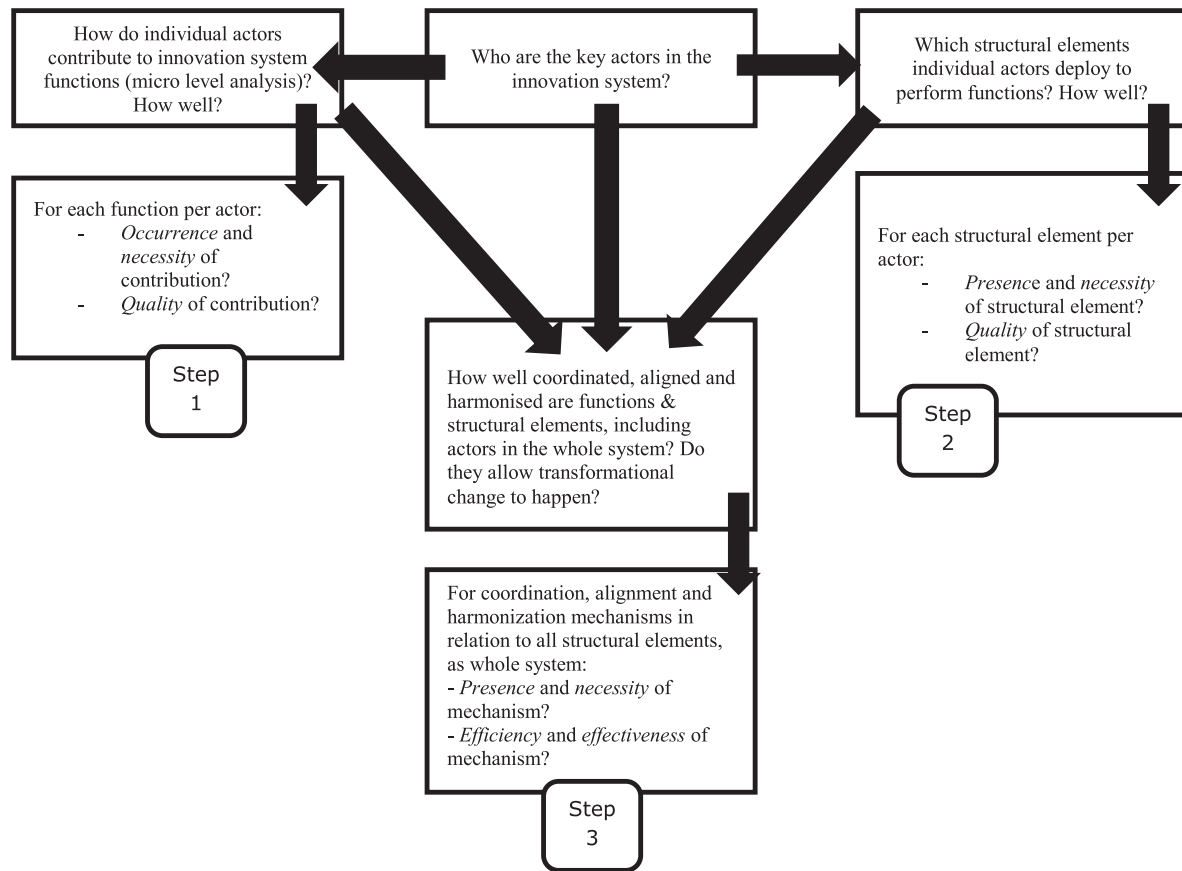 How do individual actors
contribute to innovation system
functions (micro level analysis)?
How well?
Who are the key actors in the
innovation system?
Which structural elements
individual actors deploy to
perform functions? How well?
For each function per actor:
- Occurrence and
necessity of
contribution?
- Quality of contribution?
Step
1
For each structural element per
actor:
- Presence and necessity
of structural element?
- Quality of structural
element?
Step
2
How well coordinated, aligned and
harmonised are functions &
structural elements, including
actors in the whole system? Do
they allow transformational
change to happen?
For coordination, alignment and
harmonization mechanisms in
relation to all structural elements,
as whole system:
- Presence and necessity of
mechanism?
- Efficiency and effectiveness of
mechanism?
Step
3